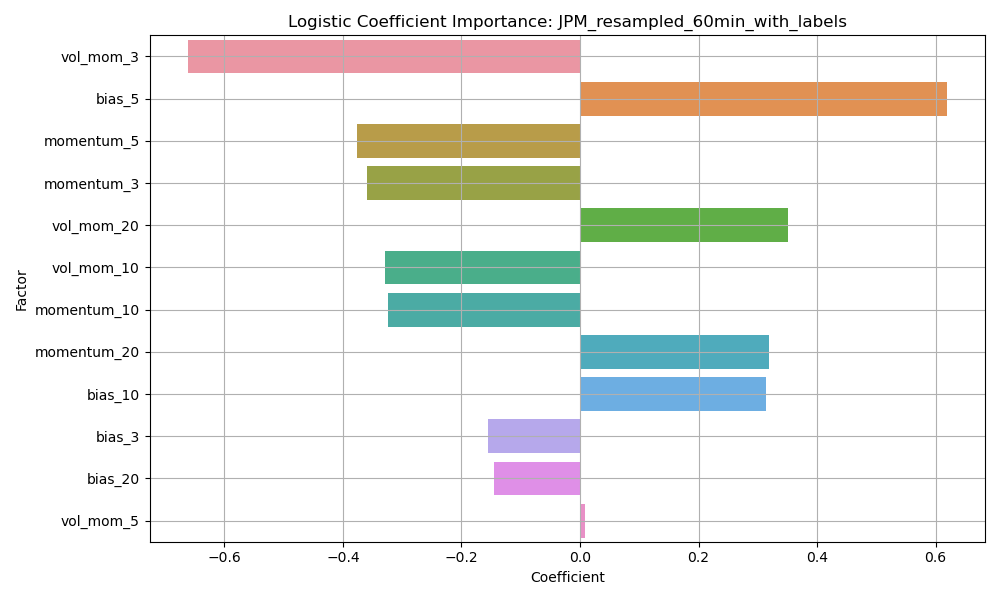 Logistic Coefficient Importance: JPM_resampled_60min_with_labels
vol_mom_3
bias_5
momentum_5
momentum_3
vol_mom_20
vol_mom_10
momentum_10
momentum_20
bias_10
bias_3
bias_20
vol_mom_5
Factor
−0.6 −0.4 −0.2 0.0 0.2 0.4 0.6
Coefficient